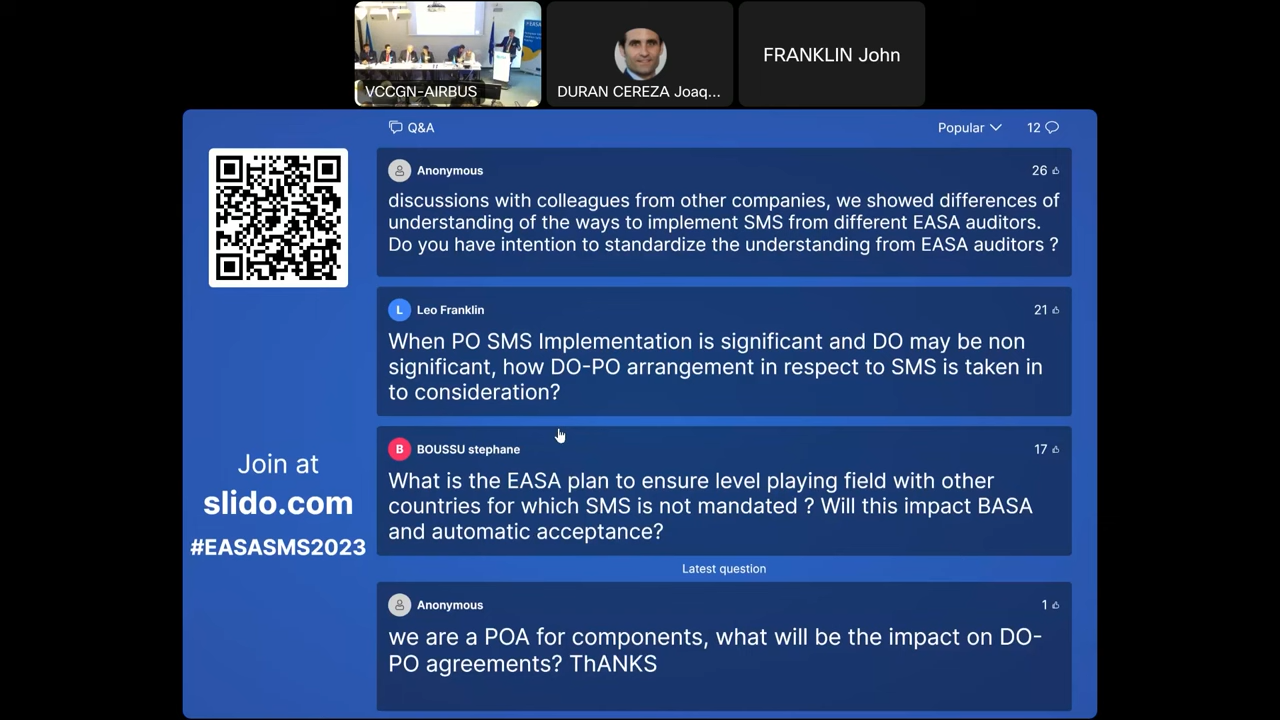 #EASA
VCCGN-AIRBUS
DURAN CEREZA Joaq...
FRANKLIN John
Q&A
Popular
12
Anonymous
26
discussions with colleagues from other companies, we showed differences of
understanding of the ways to implement SMS from different EASA auditors.
Do you have intention to standardize the understanding from EASA auditors ?
L
Leo Franklin
21
When PO SMS Implementation is significant and DO may be non
significant, how DO-PO arrangement in respect to SMS is taken in
to consideration?
B
BOUSSU stephane
17
What is the EASA plan to ensure level playing field with other
countries for which SMS is not mandated ? Will this impact BASA
and automatic acceptance?
Join at
slido.com
#EASASMS2023
Latest question
Anonymous
1
we are a POA for components, what will be the impact on DO-
PO agreements? ThANKS